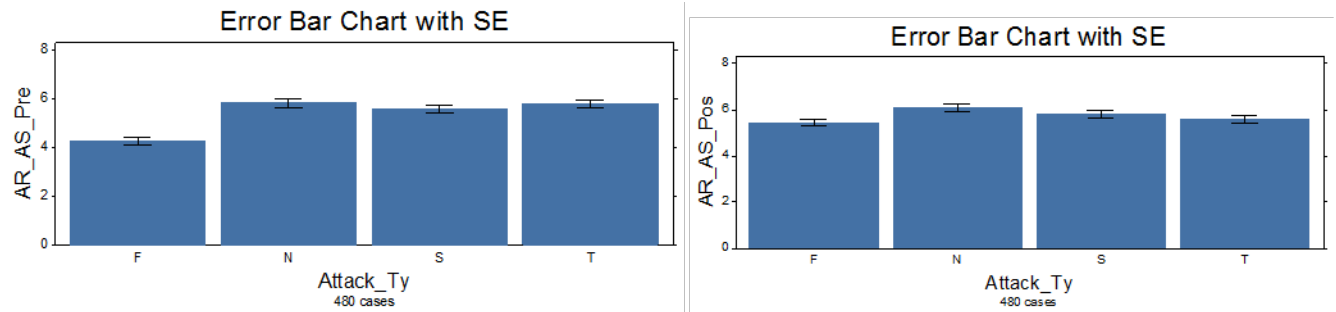 Error Bar Chart with SE
AR_AS_Pre
8
6
4
2
0
F N S T
Attack_Ty
480 cases
Error Bar Chart with SE
AR_AS_Pos
8
6
4
2
0
F N S T
Attack_Ty
480 cases